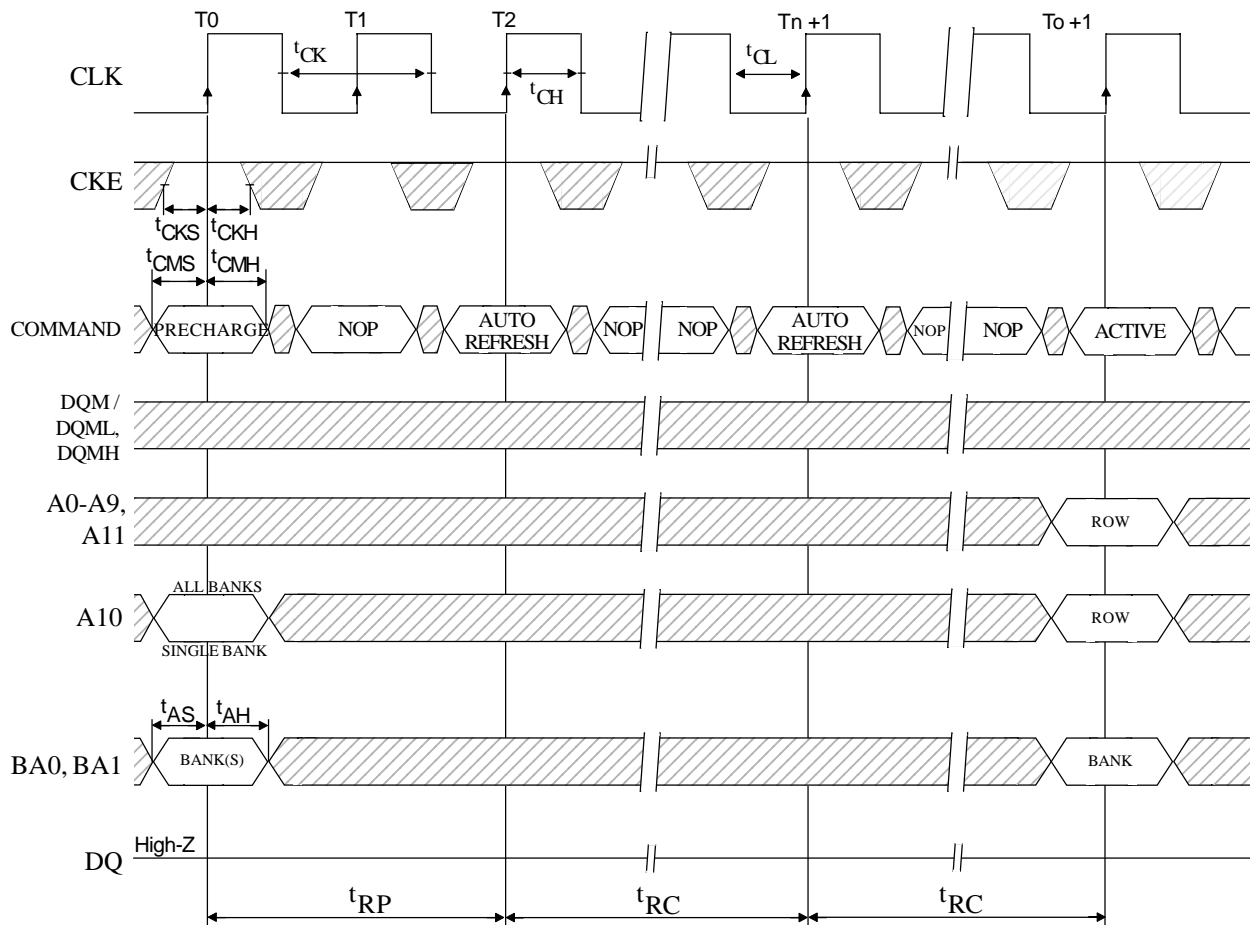 T0 T1 T2 Tn +1 To +1
CLK tCK tCH tCL
CKE
tCKS tCKH
tCMS tCMH
COMMAND PRECHARGE NOP AUTO REFRESH NOP NOP AUTO REFRESH NOP NOP ACTIVE
DQM /
DQML,
DQMH
A0-A9,
A11 ROW
ALL BANKS
A10 ROW
SINGLE BANK
tAS tAH
BA0, BA1 BANK(S) BANK
High-Z
DQ
tRP tRC tRC